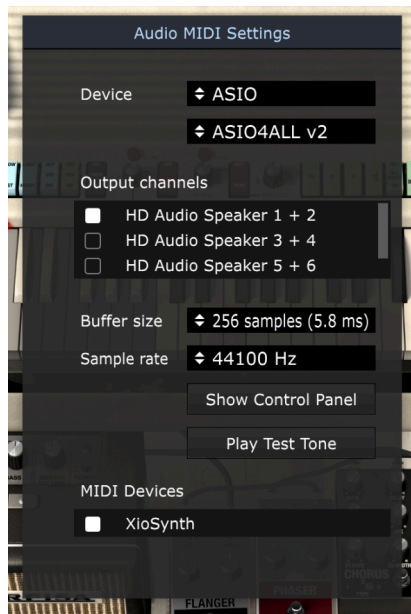 Audio MIDI Settings
Device
ASIO
ASIO4ALL v2
Output channels
HD Audio Speaker 1 + 2
HD Audio Speaker 3 + 4
HD Audio Speaker 5 + 6
Buffer size
256 samples (5.8 ms)
Sample rate
44100 Hz
Show Control Panel
Play Test Tone
MIDI Devices
XioSynth
CHORUS
PHASER
FLANGER